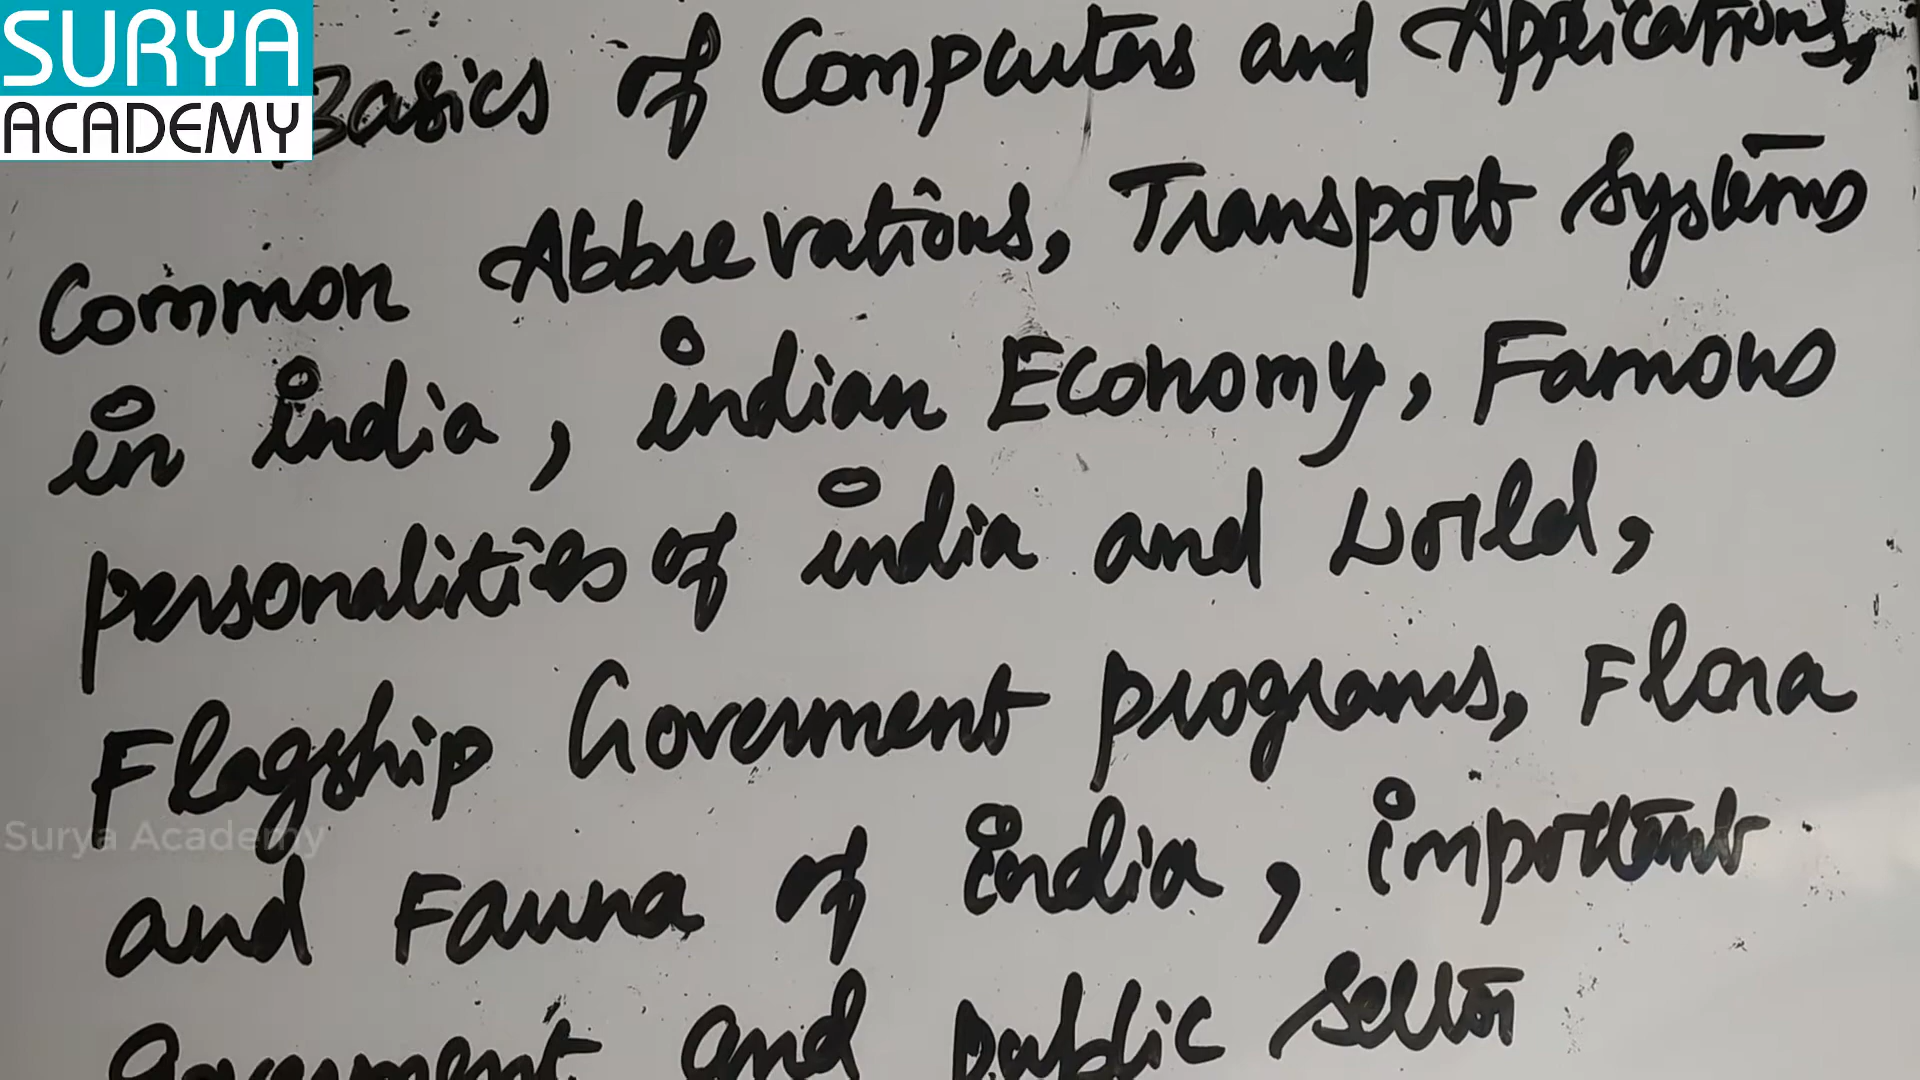 SURYA
ACADEMY
Basics of Computers and Applications,
Common Abbrevations, Transport Systems
in india, indian Economy, Famous
personalities of india and world,
Flagship Goverment programs, Flora
Surya Academy
and Fauna of india, important
Goverment and public Sector